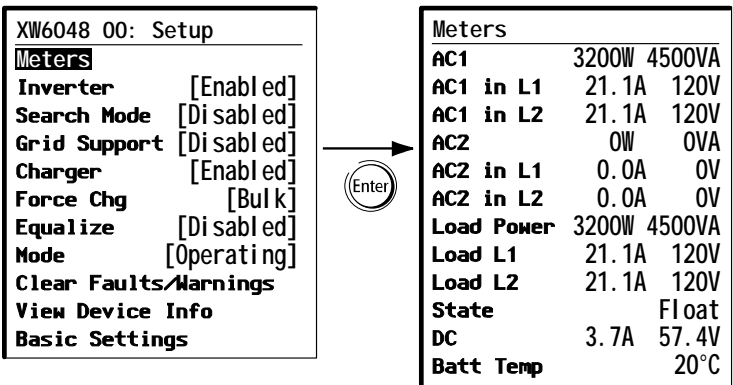 XW6048 00: Setup
Meters
Inverter [Enabled]
Search Mode [Disabled]
Grid Support [Disabled]
Charger [Enabled]
Force Chg [Bulk]
Equalize [Disabled]
Mode [Operating]
Clear Faults/Warnings
View Device Info
Basic Settings
Enter
Meters
AC1 3200W 4500VA
AC1 in L1 21.1A 120V
AC1 in L2 21.1A 120V
AC2 0W 0VA
AC2 in L1 0.0A 0V
AC2 in L2 0.0A 0V
Load Power 3200W 4500VA
Load L1 21.1A 120V
Load L2 21.1A 120V
State Float
DC 3.7A 57.4V
Batt Temp 20°C